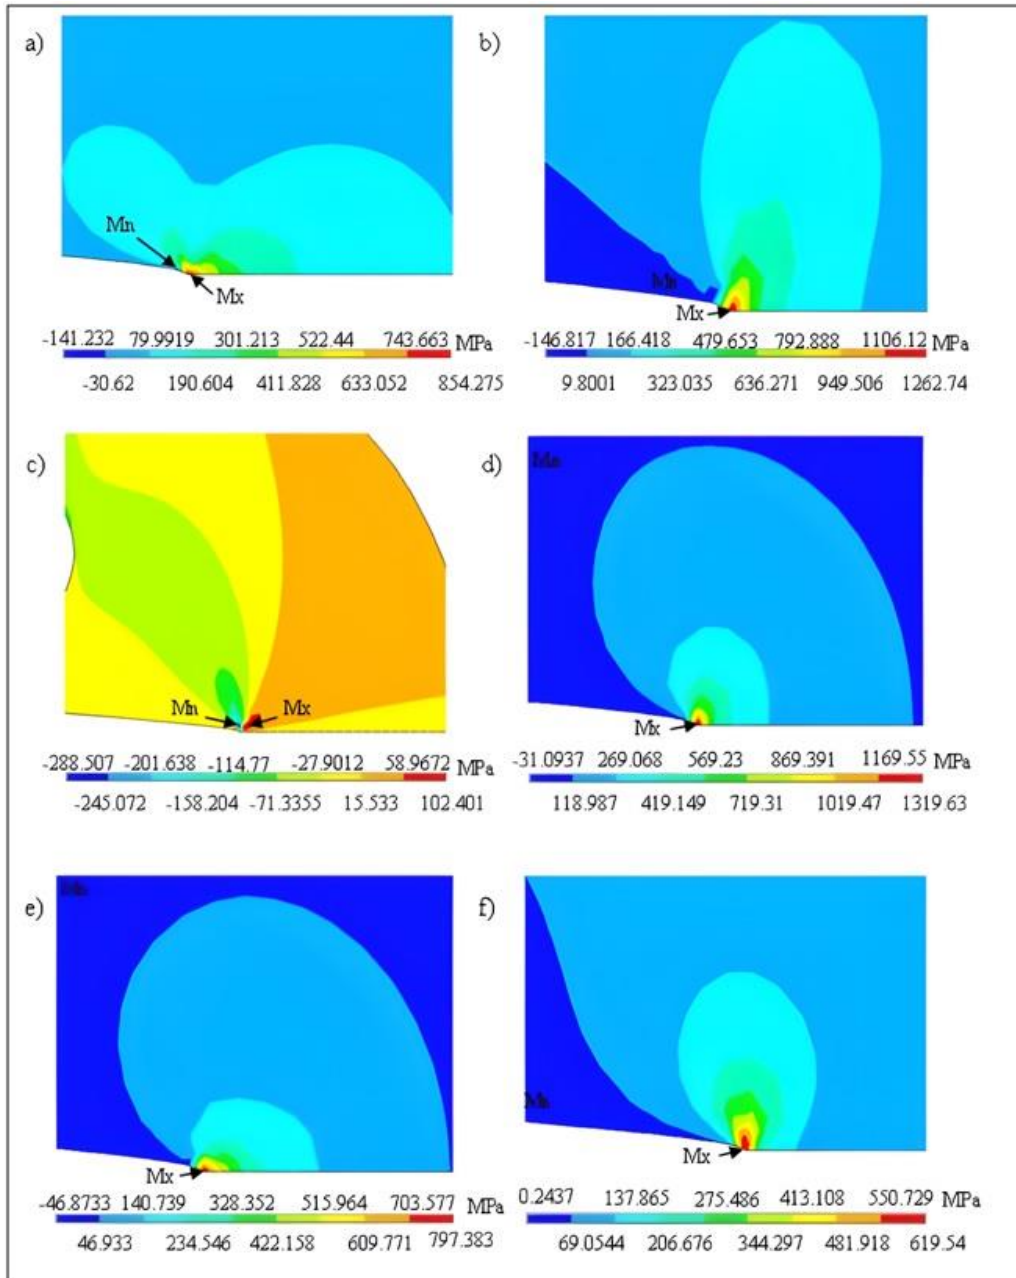 a)
Mn
Mx
-141.232 79.9919 301.213 522.44 743.663 MPa
-30.62 190.604 411.828 633.052 854.275
b)
Mn
Mx
-146.817 166.418 479.653 792.888 1106.12 MPa
9.8001 323.035 636.271 949.506 1262.74
c)
Mn Mx
-288.507 -201.638 -114.77 -27.9012 58.9672 MPa
-245.072 -158.204 -71.3355 15.533 102.401
d)
Mn
Mx
-31.0937 269.068 569.23 869.391 1169.55 MPa
118.987 419.149 719.31 1019.47 1319.63
e)
Mn
Mx
-46.8733 140.739 328.352 515.964 703.577 MPa
46.933 234.546 422.158 609.771 797.383
f)
Mn
Mx
0.2437 137.865 275.486 413.108 550.729 MPa
69.0544 206.676 344.297 481.918 619.54